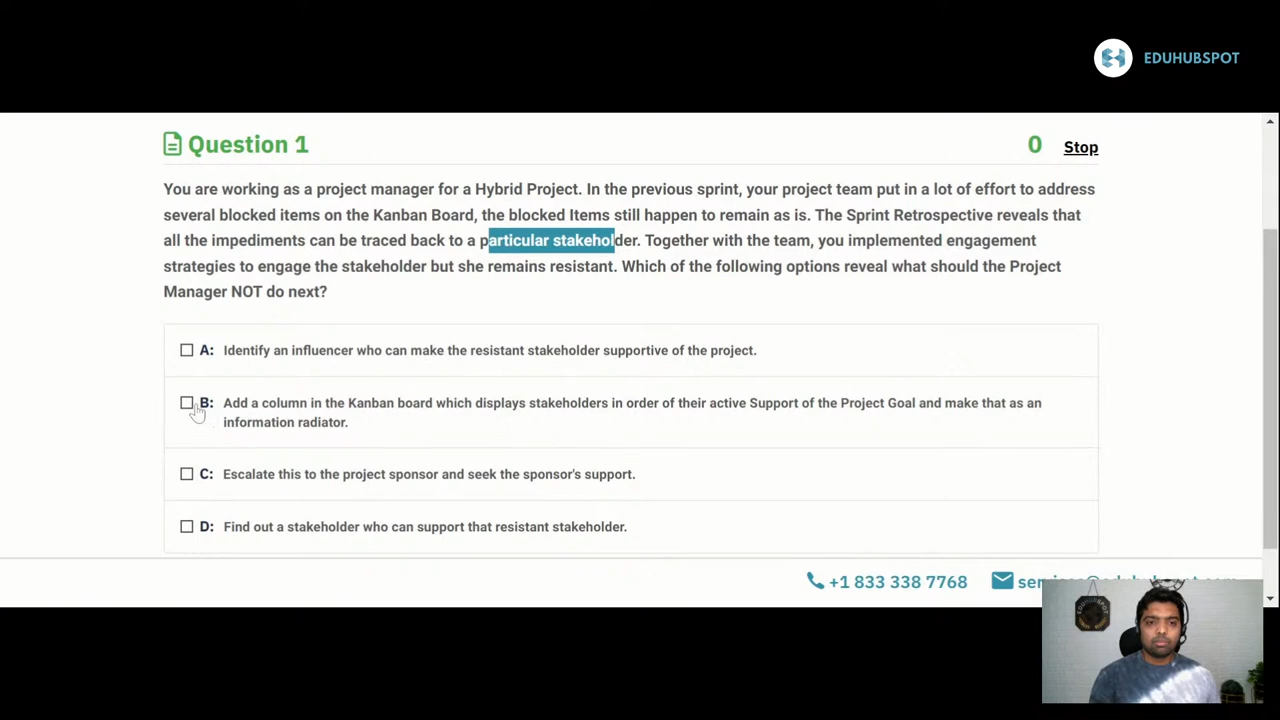 EDUHUBSPOT
Question 1
0 Stop
You are working as a project manager for a Hybrid Project. In the previous sprint, your project team put in a lot of effort to address
several blocked items on the Kanban Board, the blocked Items still happen to remain as is. The Sprint Retrospective reveals that
all the impediments can be traced back to a particular stakeholder. Together with the team, you implemented engagement
strategies to engage the stakeholder but she remains resistant. Which of the following options reveal what should the Project
Manager NOT do next?
A: Identify an influencer who can make the resistant stakeholder supportive of the project.
B: Add a column in the Kanban board which displays stakeholders in order of their active Support of the Project Goal and make that as an
information radiator.
C: Escalate this to the project sponsor and seek the sponsor's support.
D: Find out a stakeholder who can support that resistant stakeholder.
+1 833 338 7768
EDUHUBSPOT